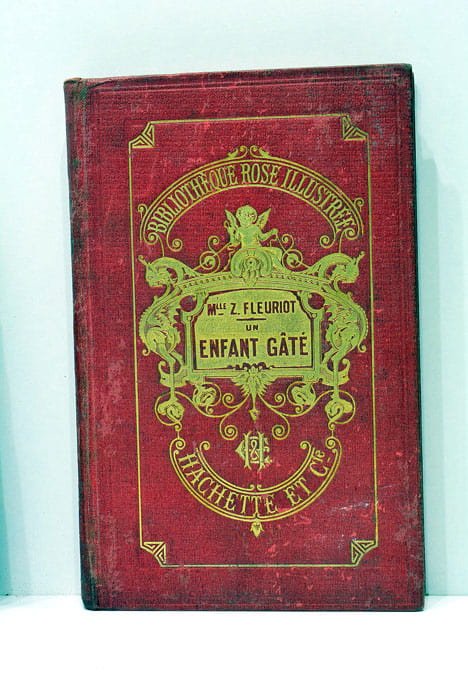 BIBLIOTHÈQUE ROSE ILLUSTRÉE
MLLE Z. FLEURIOT
UN
ENFANT GÂTÉ
HACHETTE ET Cie